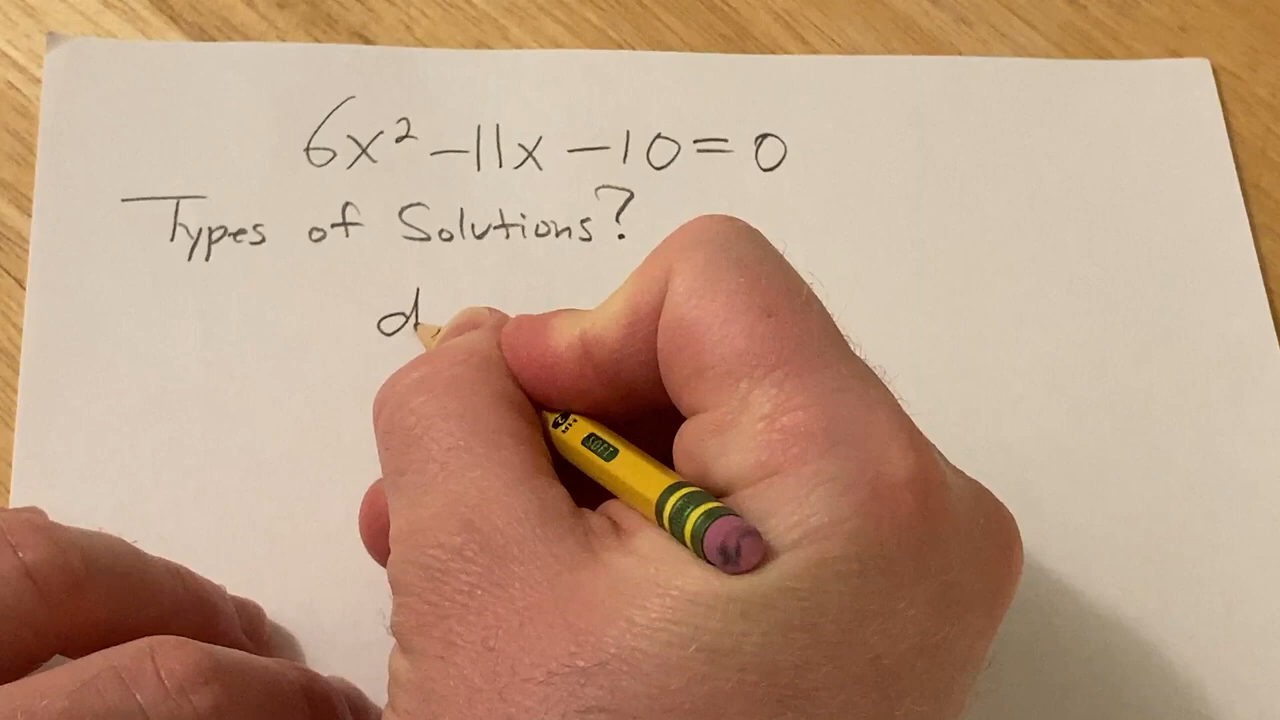 6x² -11x -10 = 0
Types of Solutions?
d
SOFT